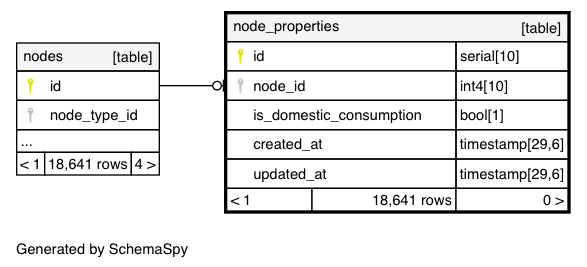 nodes [table]
id
node_type_id
...
< 1 18,641 rows 4 >
node_properties [table]
id serial[10]
node_id int4[10]
is_domestic_consumption bool[1]
created_at timestamp[29,6]
updated_at timestamp[29,6]
< 1 18,641 rows 0 >
Generated by SchemaSpy